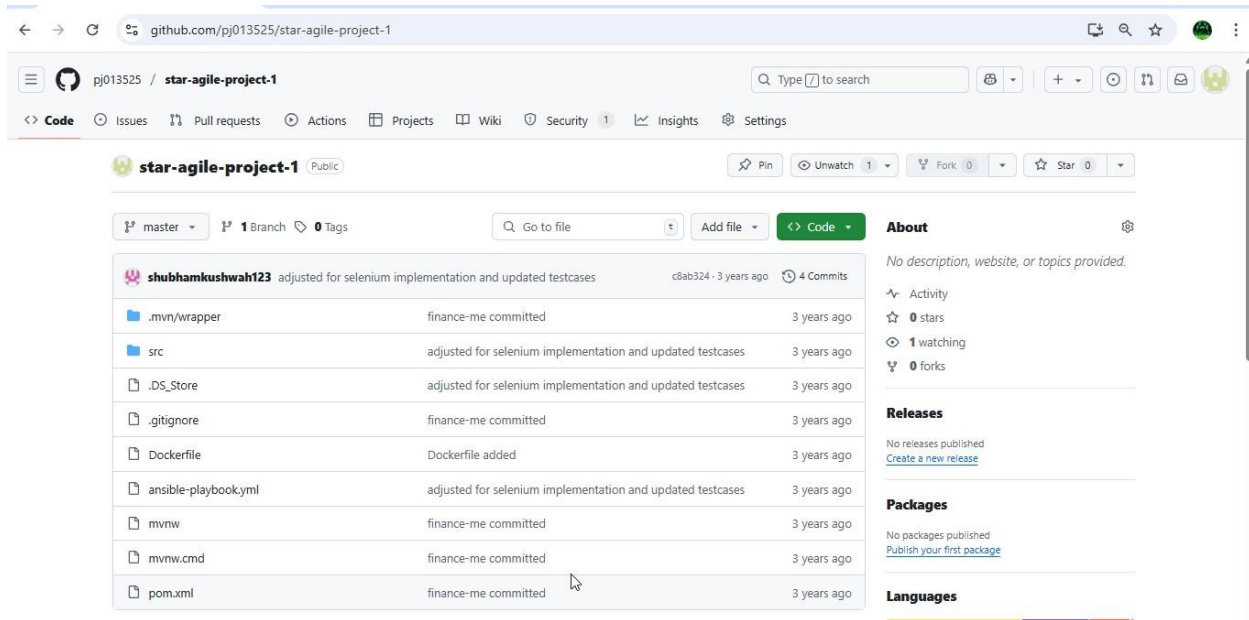 github.com/pj013525/star-agile-project-1
pj013525 / star-agile-project-1
Type / to search
<> Code
Issues
Pull requests
Actions
Projects
Wiki
Security 1
Insights
Settings
star-agile-project-1 Public
Pin
Unwatch 1
Fork 0
Star 0
master
1 Branch
0 Tags
Go to file
t
Add file
<> Code
About
shubhamkushwah123 adjusted for selenium implementation and updated testcases c8ab324 · 3 years ago 4 Commits
No description, website, or topics provided.
.mvn/wrapper finance-me committed 3 years ago
Activity
src adjusted for selenium implementation and updated testcases 3 years ago
0 stars
1 watching
.DS_Store adjusted for selenium implementation and updated testcases 3 years ago
0 forks
.gitignore finance-me committed 3 years ago
Releases
No releases published
Create a new release
Dockerfile Dockerfile added 3 years ago
ansible-playbook.yml adjusted for selenium implementation and updated testcases 3 years ago
Packages
mvnw finance-me committed 3 years ago
No packages published
Publish your first package
mvnw.cmd finance-me committed 3 years ago
pom.xml finance-me committed 3 years ago
Languages